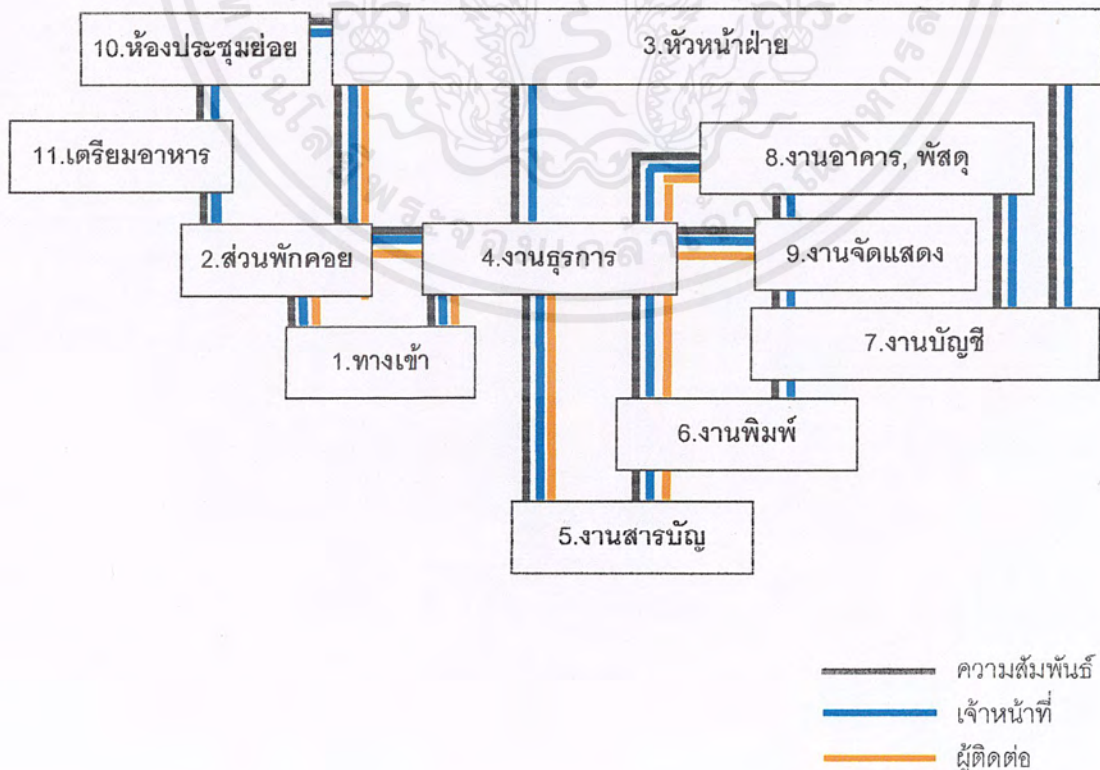 10.ห้องประชุมย่อย
3.หัวหน้าฝ่าย
11.เตรียมอาหาร
8.งานอาคาร, พัสดุ
2.ส่วนพักคอย
4.งานธุรการ
9.งานจัดแสดง
1.ทางเข้า
7.งานบัญชี
6.งานพิมพ์
5.งานสารบัญ
ความสัมพันธ์
เจ้าหน้าที่
ผู้ติดต่อ